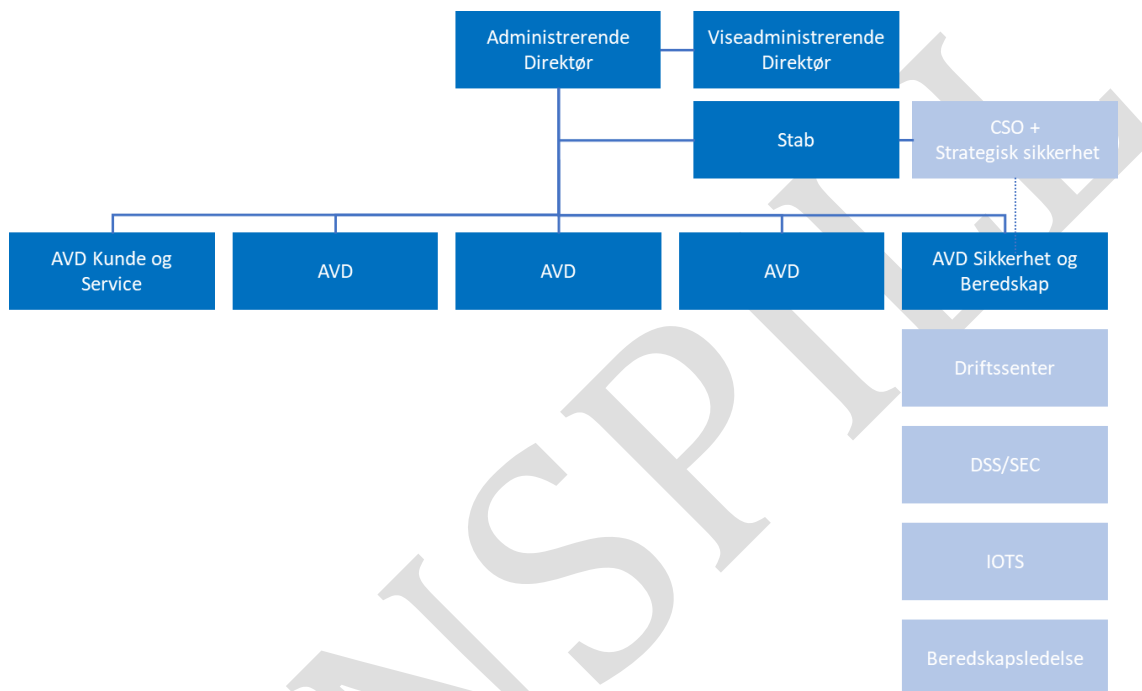 Administrerende
Direktør
Viseadministrerende
Direktør
Stab
CSO +
Strategisk sikkerhet
AVD Kunde og
Service
AVD
AVD
AVD
AVD Sikkerhet og
Beredskap
Driftssenter
DSS/SEC
IOTS
Beredskapsledelse